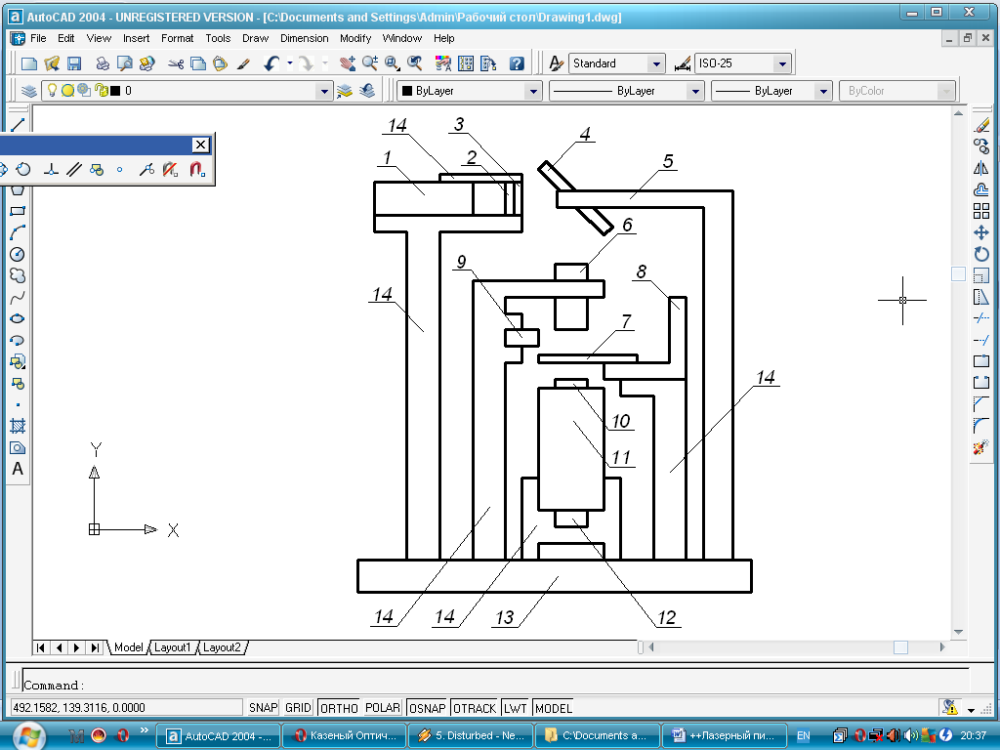 AutoCAD 2004 - UNREGISTERED VERSION - [C:\Documents and Settings\Admin\Рабочий стол\Drawing1.dwg]
File Edit View Insert Format Tools Draw Dimension Modify Window Help
Standard ISO-25
0 ByLayer ByLayer ByLayer ByColor
14 3 4
1 2 5
6
9 8
14 7
14
10
11
Y
X
A
14 14 13 12
Model Layout1 Layout2
Command:
492.1582, 139.3116, 0.0000 SNAP GRID ORTHO POLAR OSNAP OTRACK LWT MODEL
AutoCAD 2004 - ... Казеный Оптич... 5. Disturbed - Ne... C:\Documents a... ++Лазерный пи... EN 20:37